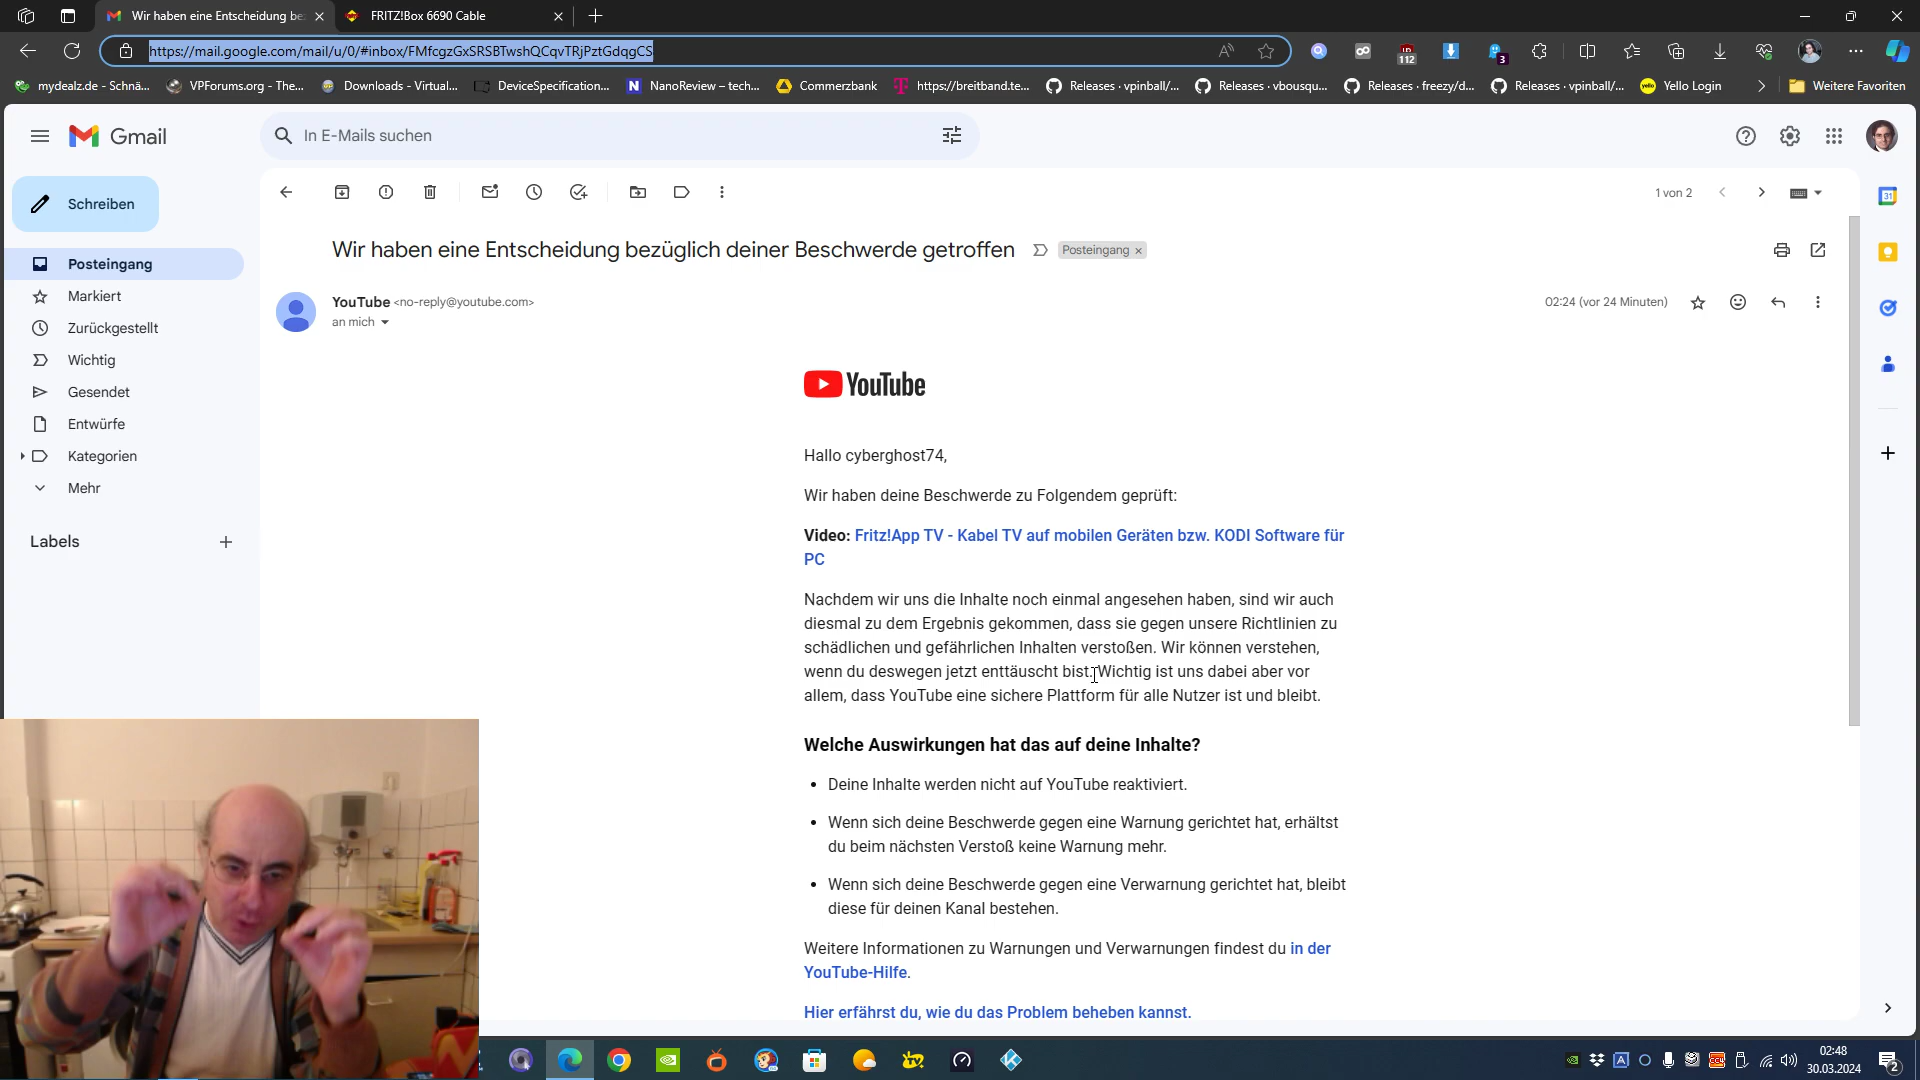 Wir haben eine Entscheidung be
FRITZ!Box 6690 Cable
https://mail.google.com/mail/u/0/#inbox/FMfcgzGxSRSBTwshQCqvTRjPztGdqgCS
112
3
mydealz.de - Schnä...
VPForums.org - The...
Downloads - Virtual...
DeviceSpecification...
NanoReview – tech...
Commerzbank
https://breitband.te...
Releases · vpinball/...
Releases · vbousqu...
Releases · freezy/d...
Releases · vpinball/...
Yello Login
Weitere Favoriten
Gmail
In E-Mails suchen
Schreiben
1 von 2
Posteingang
Markiert
Zurückgestellt
Wichtig
Gesendet
Entwürfe
Kategorien
Mehr
Labels
Wir haben eine Entscheidung bezüglich deiner Beschwerde getroffen
Posteingang
YouTube <no-reply@youtube.com>
02:24 (vor 24 Minuten)
an mich
YouTube
Hallo cyberghost74,
Wir haben deine Beschwerde zu Folgendem geprüft:
Video: Fritz!App TV - Kabel TV auf mobilen Geräten bzw. KODI Software für
PC
Nachdem wir uns die Inhalte noch einmal angesehen haben, sind wir auch
diesmal zu dem Ergebnis gekommen, dass sie gegen unsere Richtlinien zu
schädlichen und gefährlichen Inhalten verstoßen. Wir können verstehen,
wenn du deswegen jetzt enttäuscht bist. Wichtig ist uns dabei aber vor
allem, dass YouTube eine sichere Plattform für alle Nutzer ist und bleibt.
Welche Auswirkungen hat das auf deine Inhalte?
• Deine Inhalte werden nicht auf YouTube reaktiviert.
• Wenn sich deine Beschwerde gegen eine Warnung gerichtet hat, erhältst
du beim nächsten Verstoß keine Warnung mehr.
• Wenn sich deine Beschwerde gegen eine Verwarnung gerichtet hat, bleibt
diese für deinen Kanal bestehen.
Weitere Informationen zu Warnungen und Verwarnungen findest du in der
YouTube-Hilfe.
Hier erfährst du, wie du das Problem beheben kannst.
02:48
30.03.2024
2